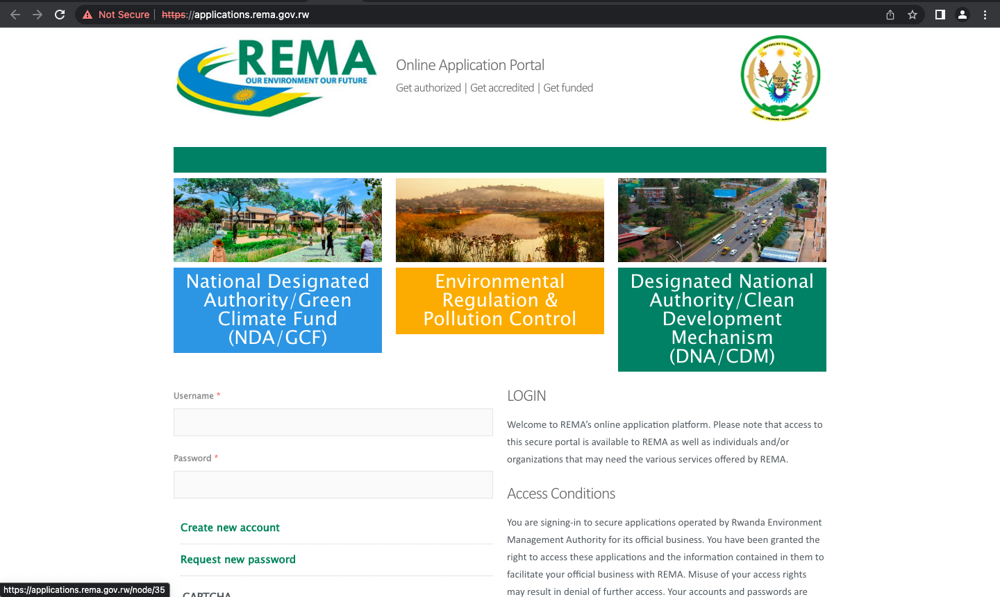 Not Secure
https://applications.rema.gov.rw
REMA
OUR ENVIRONMENT OUR FUTURE
Online Application Portal
Get authorized | Get accredited | Get funded
National Designated
Authority/Green
Climate Fund
(NDA/GCF)
Environmental
Regulation &
Pollution Control
Designated National
Authority/Clean
Development
Mechanism
(DNA/CDM)
Username *
Password *
Create new account
Request new password
CAPTCHA
LOGIN
Welcome to REMA’s online application platform. Please note that access to
this secure portal is available to REMA as well as individuals and/or
organizations that may need the various services offered by REMA.
Access Conditions
You are signing-in to secure applications operated by Rwanda Environment
Management Authority for its official business. You have been granted the
right to access these applications and the information contained in them to
facilitate your official business with REMA. Misuse of your access rights
may result in denial of further access. Your accounts and passwords are
https://applications.rema.gov.rw/node/35